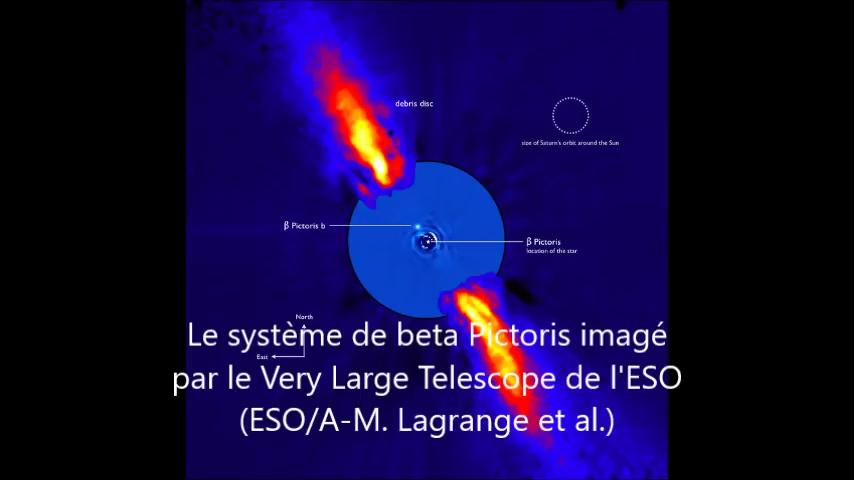 debris disc
size of Saturn's orbit around the Sun
β Pictoris b
β Pictoris
location of the star
North
East
Le système de beta Pictoris imagé
par le Very Large Telescope de l'ESO
(ESO/A-M. Lagrange et al.)